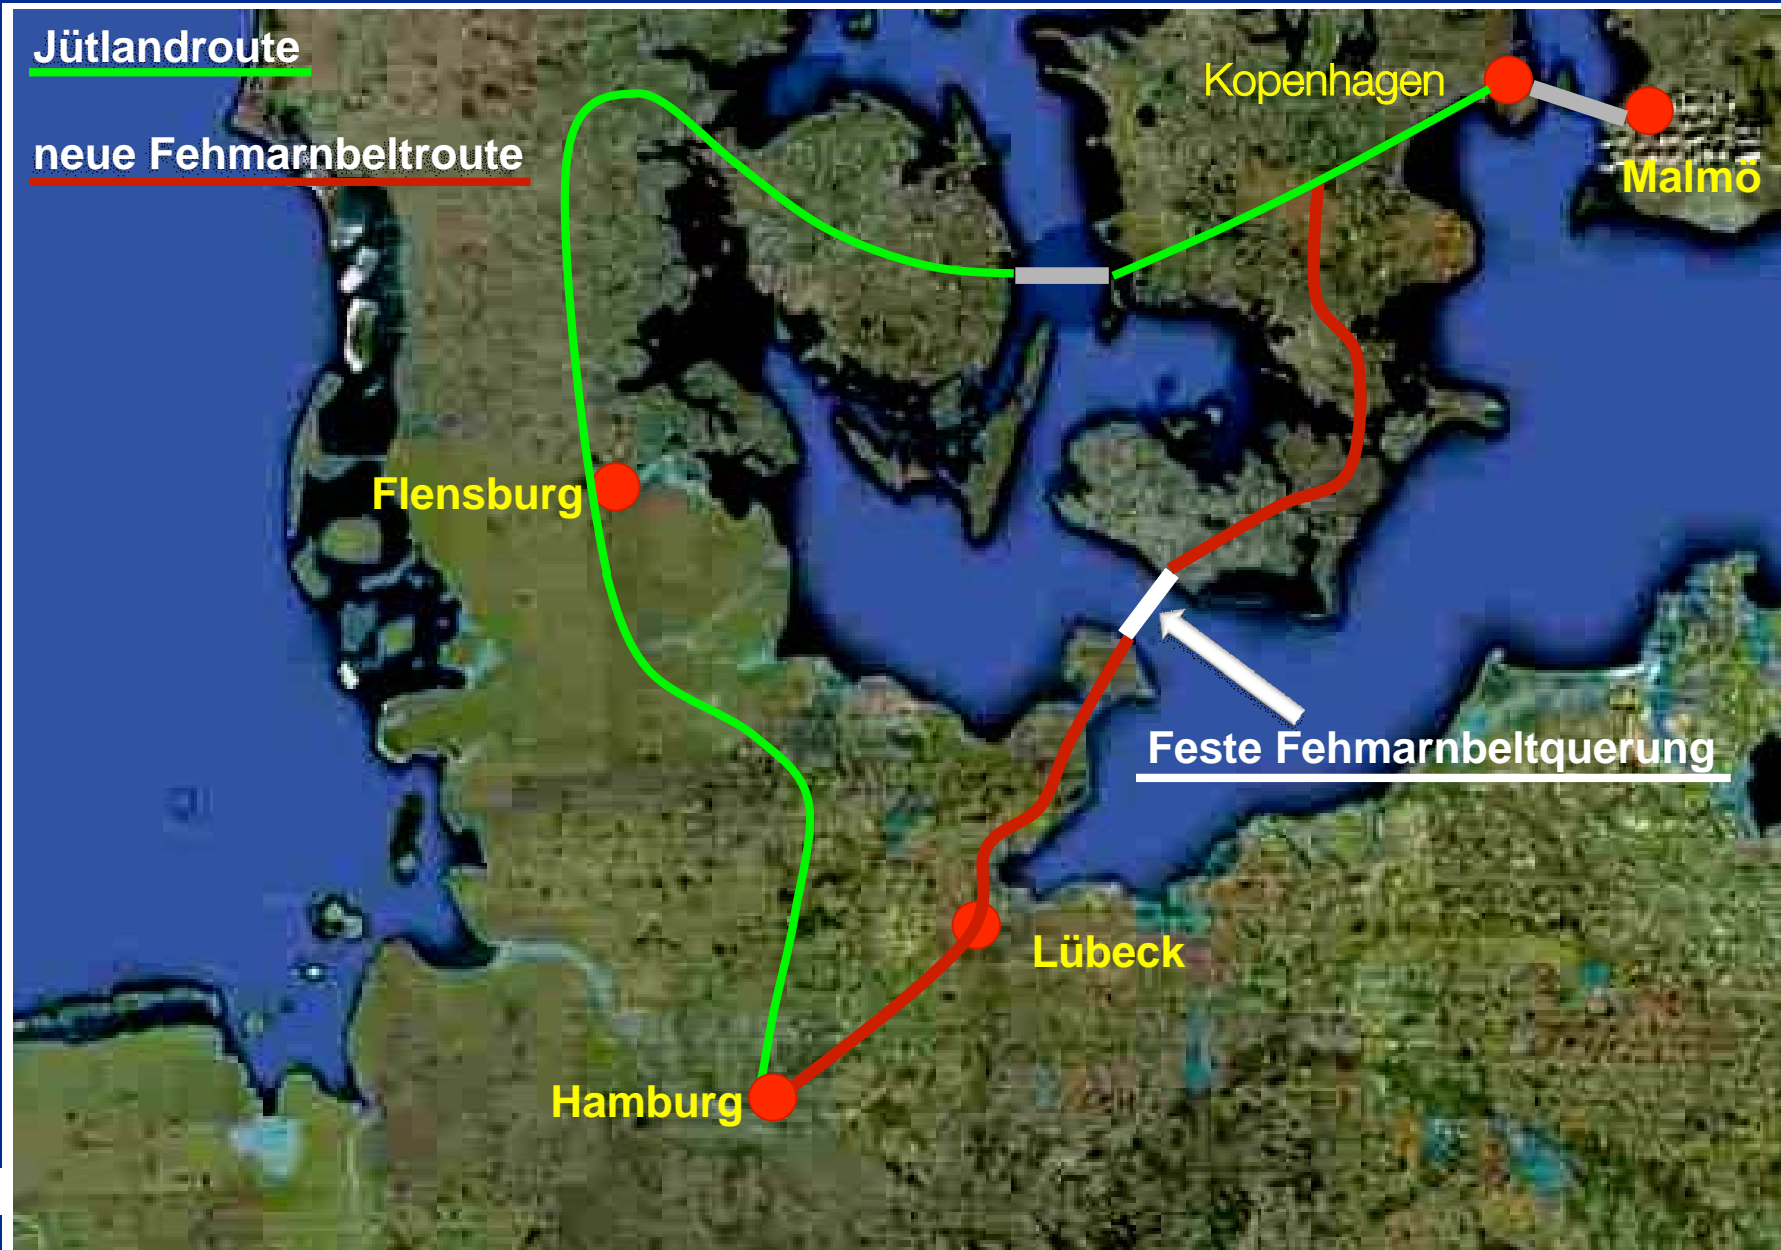 Jütlandroute
Kopenhagen
neue Fehmarnbeltroute
Malmö
Flensburg
Feste Fehmarnbeltquerung
Lübeck
Hamburg